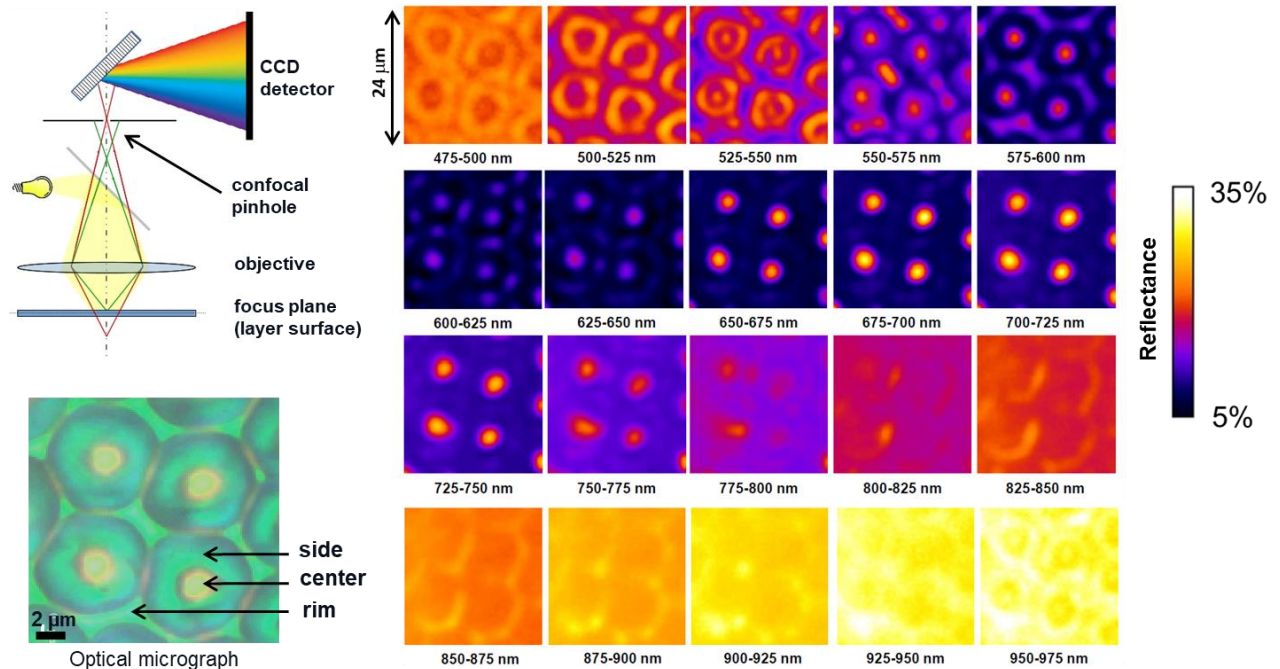 CCD
detector
confocal
pinhole
objective
focus plane
(layer surface)
side
center
rim
2 µm
Optical micrograph
24 µm
475-500 nm
500-525 nm
525-550 nm
550-575 nm
575-600 nm
600-625 nm
625-650 nm
650-675 nm
675-700 nm
700-725 nm
725-750 nm
750-775 nm
775-800 nm
800-825 nm
825-850 nm
850-875 nm
875-900 nm
900-925 nm
925-950 nm
950-975 nm
35%
Reflectance
5%